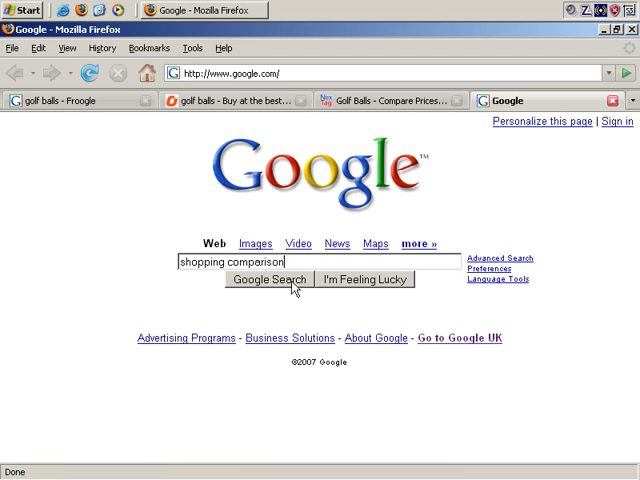 Start Google - Mozilla Firefox
Google - Mozilla Firefox
File Edit View History Bookmarks Tools Help
G http://www.google.com/
golf balls - Froogle golf balls - Buy at the best... NexTag Golf Balls - Compare Prices... Google
Personalize this page | Sign in
Google™
Web Images Video News Maps more »
shopping comparison
Advanced Search
Preferences
Language Tools
Google Search I'm Feeling Lucky
Advertising Programs - Business Solutions - About Google - Go to Google UK
©2007 Google
Done